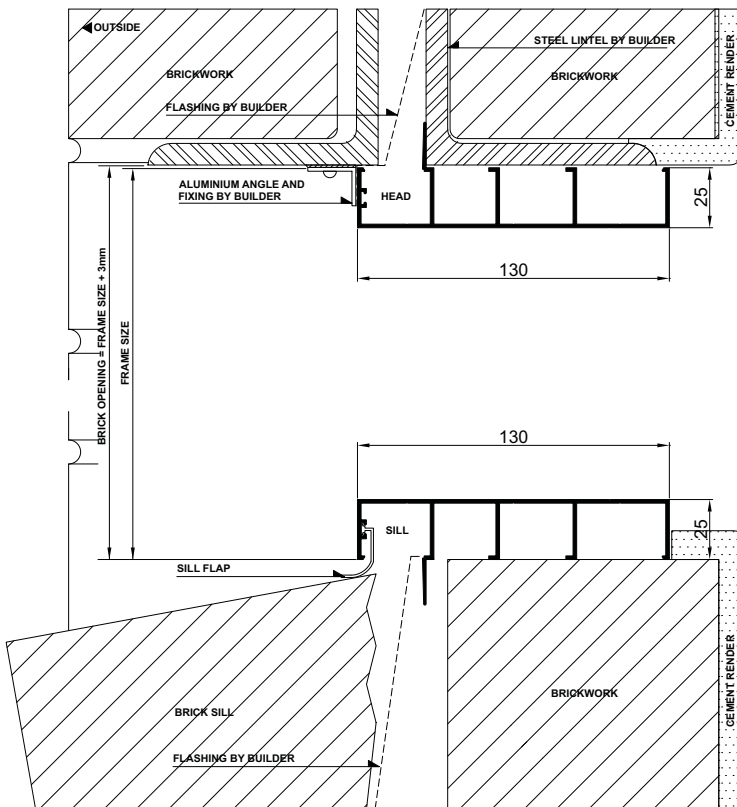 OUTSIDE
STEEL LINTEL BY BUILDER
BRICKWORK
BRICKWORK
CEMENT RENDER
FLASHING BY BUILDER
ALUMINIUM ANGLE AND
FIXING BY BUILDER
HEAD
25
130
BRICK OPENING = FRAME SIZE + 3mm
FRAME SIZE
130
SILL
25
SILL FLAP
CEMENT RENDER
BRICKWORK
BRICK SILL
FLASHING BY BUILDER